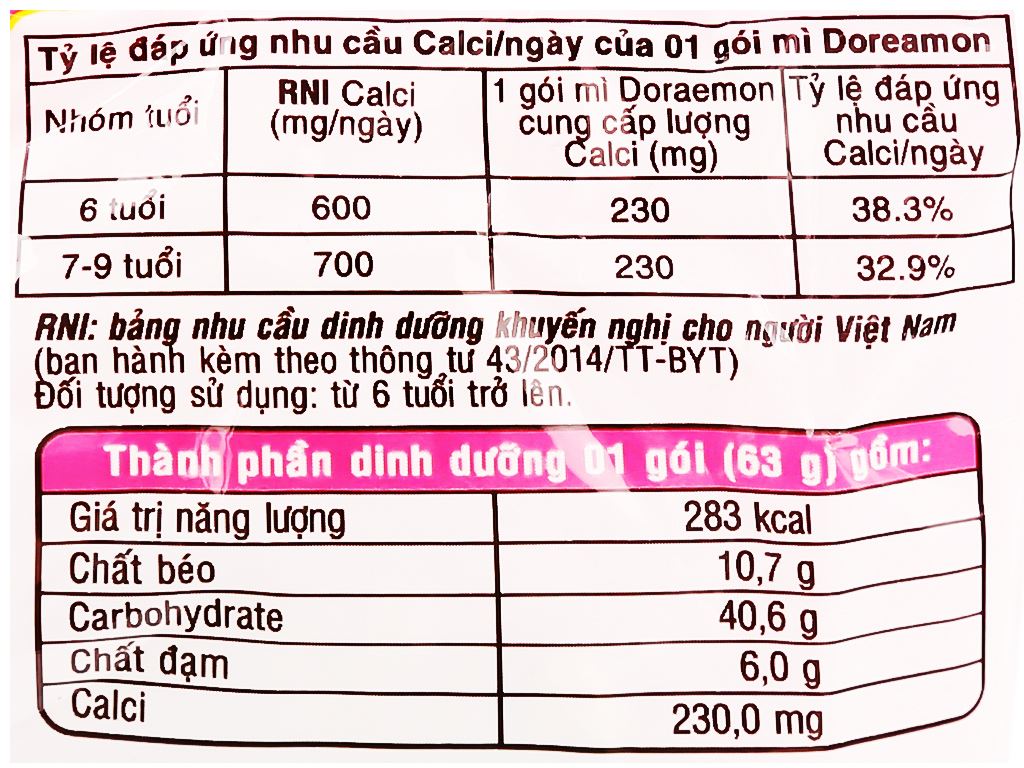 Tỷ lệ đáp ứng nhu cầu Calci/ngày của 01 gói mì Doreamon
Nhóm tuổi
RNI Calci
(mg/ngày)
1 gói mì Doraemon
cung cấp lượng
Calci (mg)
Tỷ lệ đáp ứng
nhu cầu
Calci/ngày
6 tuổi 600 230 38.3%
7-9 tuổi 700 230 32.9%
RNI: bảng nhu cầu dinh dưỡng khuyến nghị cho người Việt Nam
(ban hành kèm theo thông tư 43/2014/TT-BYT)
Đối tượng sử dụng: từ 6 tuổi trở lên.
Thành phần dinh dưỡng 01 gói (63 g) gồm:
Giá trị năng lượng 283 kcal
Chất béo 10,7 g
Carbohydrate 40,6 g
Chất đạm 6,0 g
Calci 230,0 mg